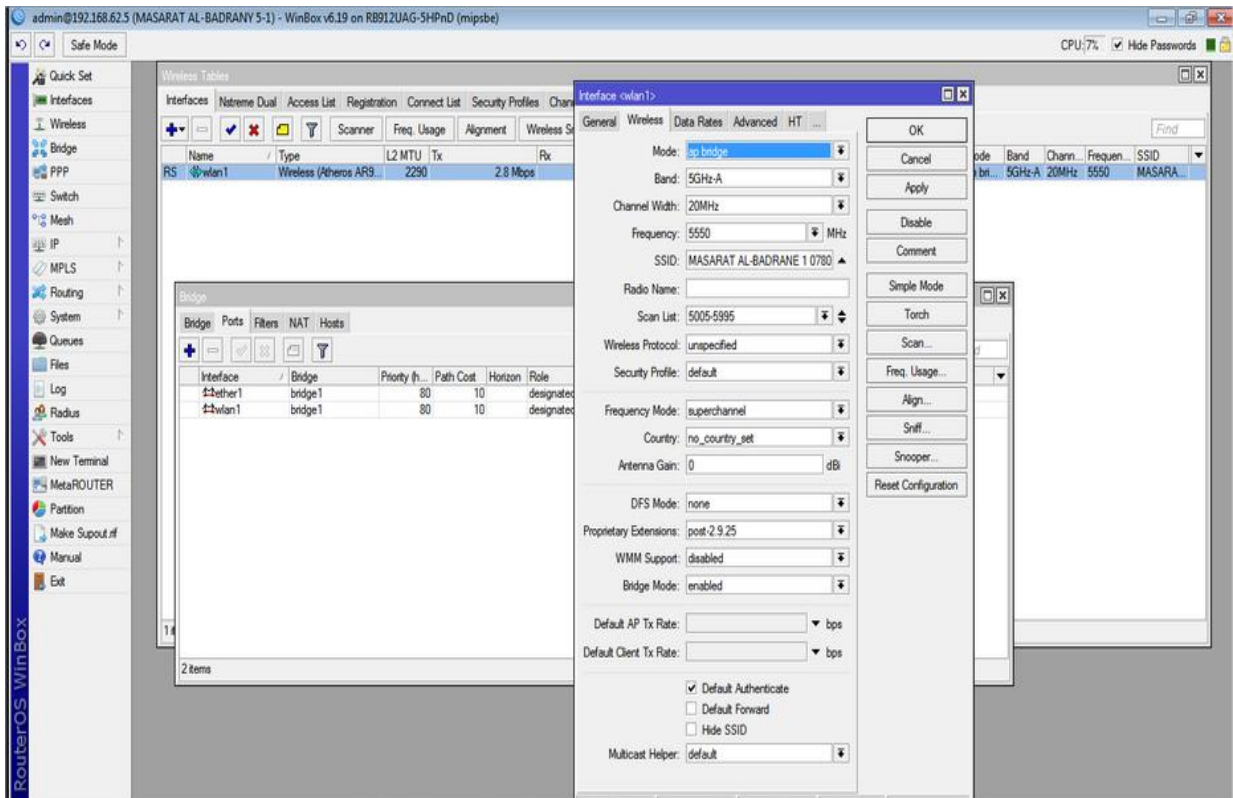 admin@192.168.62.5 (MASARAT AL-BADRANY 5-1) - WinBox v6.19 on RB912UAG-5HPnD (mipsbe)
Safe Mode
CPU: 7% Hide Passwords
Quick Set
Interfaces
Wireless
Bridge
PPP
Switch
Mesh
IP
MPLS
Routing
System
Queues
Files
Log
Radius
Tools
New Terminal
MetaROUTER
Partition
Make Supout.rif
Manual
Exit
RouterOS WinBox
Wireless Tables
Interfaces Nstreme Dual Access List Registration Connect List Security Profiles Chan
Scanner Freq. Usage Alignment Wireless Sn
Find
Name Type L2 MTU Tx Rx ode Band Chann... Frequen... SSID
RS wlan1 Wireless (Atheros AR9... 2290 2.8 Mbps p bri... 5GHz-A 20MHz 5550 MASARA...
Bridge
Bridge Ports Filters NAT Hosts
Interface Bridge Priority (h... Path Cost Horizon Role
ether1 bridge1 80 10 designated
wlan1 bridge1 80 10 designated
2 items
Interface <wlan1>
General Wireless Data Rates Advanced HT ...
Mode: ap bridge
Band: 5GHz-A
Channel Width: 20MHz
Frequency: 5550 MHz
SSID: MASARAT AL-BADRANE 1 0780
Radio Name:
Scan List: 5005-5995
Wireless Protocol: unspecified
Security Profile: default
Frequency Mode: superchannel
Country: no_country_set
Antenna Gain: 0 dBi
DFS Mode: none
Proprietary Extensions: post-2.9.25
WMM Support: disabled
Bridge Mode: enabled
Default AP Tx Rate: bps
Default Client Tx Rate: bps
Default Authenticate
Default Forward
Hide SSID
Multicast Helper: default
OK
Cancel
Apply
Disable
Comment
Simple Mode
Torch
Scan...
Freq. Usage...
Align...
Sniff...
Snooper...
Reset Configuration